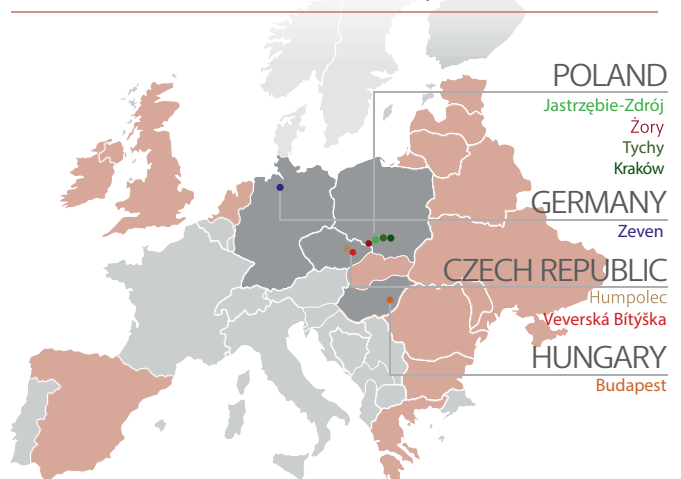 POLAND
Jastrzębie-Zdrój
Żory
Tychy
Kraków
GERMANY
Zeven
CZECH REPUBLIC
Humpolec
Veverská Bítýška
HUNGARY
Budapest